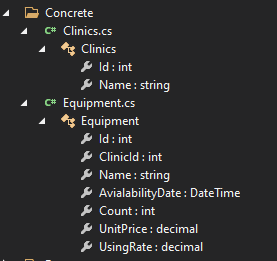 Concrete
C# Clinics.cs
Clinics
Id : int
Name : string
C# Equipment.cs
Equipment
Id : int
ClinicId : int
Name : string
AvialabilityDate : DateTime
Count : int
UnitPrice : decimal
UsingRate : decimal